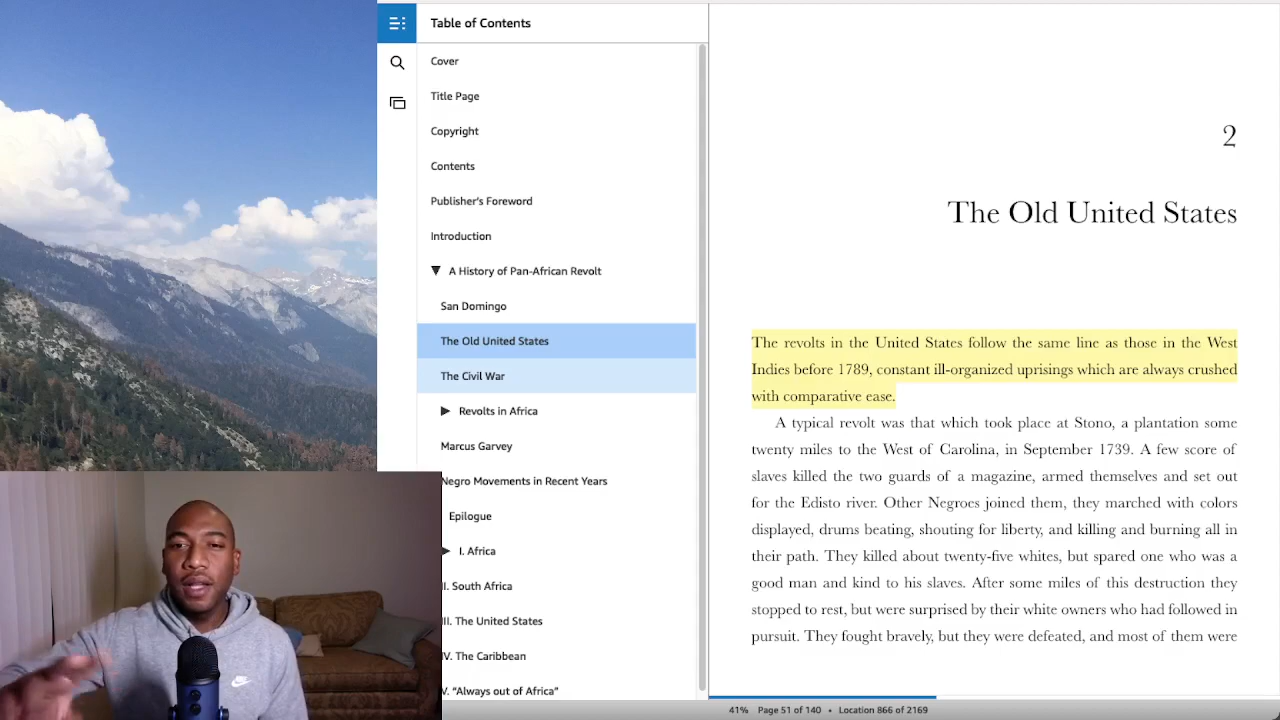 Table of Contents
Cover
Title Page
Copyright
Contents
Publisher's Foreword
Introduction
A History of Pan-African Revolt
San Domingo
The Old United States
The Civil War
Revolts in Africa
Marcus Garvey
Negro Movements in Recent Years
Epilogue
I. Africa
II. South Africa
III. The United States
IV. The Caribbean
V. “Always out of Africa”
2
The Old United States
The revolts in the United States follow the same line as those in the West
Indies before 1789, constant ill-organized uprisings which are always crushed
with comparative ease.
A typical revolt was that which took place at Stono, a plantation some
twenty miles to the West of Carolina, in September 1739. A few score of
slaves killed the two guards of a magazine, armed themselves and set out
for the Edisto river. Other Negroes joined them, they marched with colors
displayed, drums beating, shouting for liberty, and killing and burning all in
their path. They killed about twenty-five whites, but spared one who was a
good man and kind to his slaves. After some miles of this destruction they
stopped to rest, but were surprised by their white owners who had followed in
pursuit. They fought bravely, but they were defeated, and most of them were
41% Page 51 of 140 • Location 866 of 2169